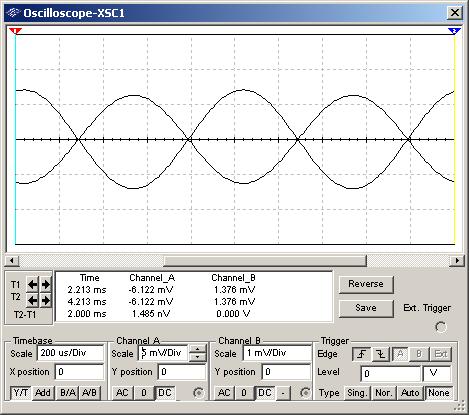 Oscilloscope-XSC1
1
2
T1
T2
T2-T1
Time Channel_A Channel_B
2.213 ms -6.122 mV 1.376 mV
4.213 ms -6.122 mV 1.376 mV
2.000 ms 1.485 nV 0.000 V
Reverse
Save
Ext. Trigger
Timebase
Scale 200 us/Div
X position 0
Y/T Add B/A A/B
Channel A
Scale 5 mV/Div
Y position 0
AC 0 DC
Channel B
Scale 1 mV/Div
Y position 0
AC 0 DC -
Trigger
Edge A B Ext
Level 0 V
Type Sing. Nor. Auto None